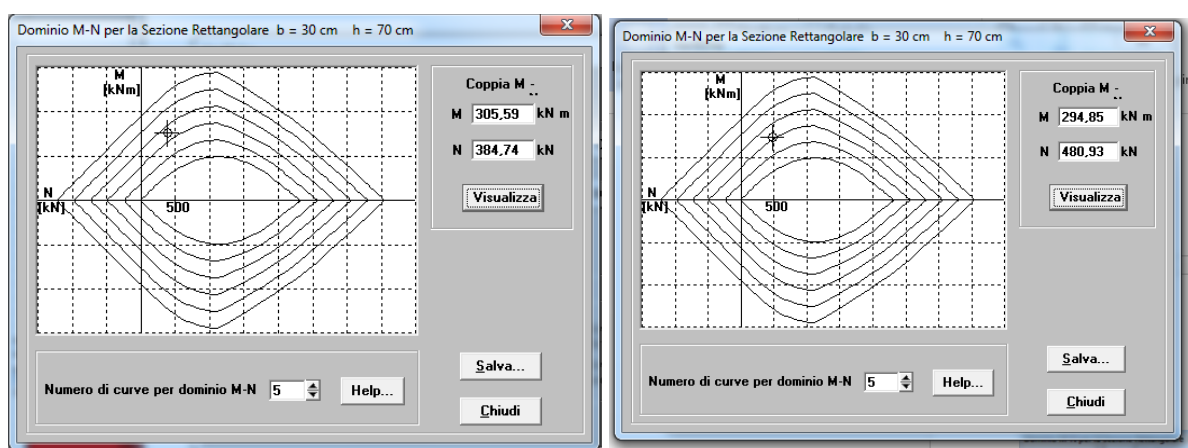 Dominio M-N per la Sezione Rettangolare b = 30 cm h = 70 cm
M
[kNm]
N
[kN]
500
Coppia M -
M 305,59 kN m
N 384,74 kN
Visualizza
Numero di curve per dominio M-N 5
Help...
Salva...
Chiudi
Dominio M-N per la Sezione Rettangolare b = 30 cm h = 70 cm
M
[kNm]
N
[kN]
500
Coppia M -
M 294,85 kN m
N 480,93 kN
Visualizza
Numero di curve per dominio M-N 5
Help...
Salva...
Chiudi